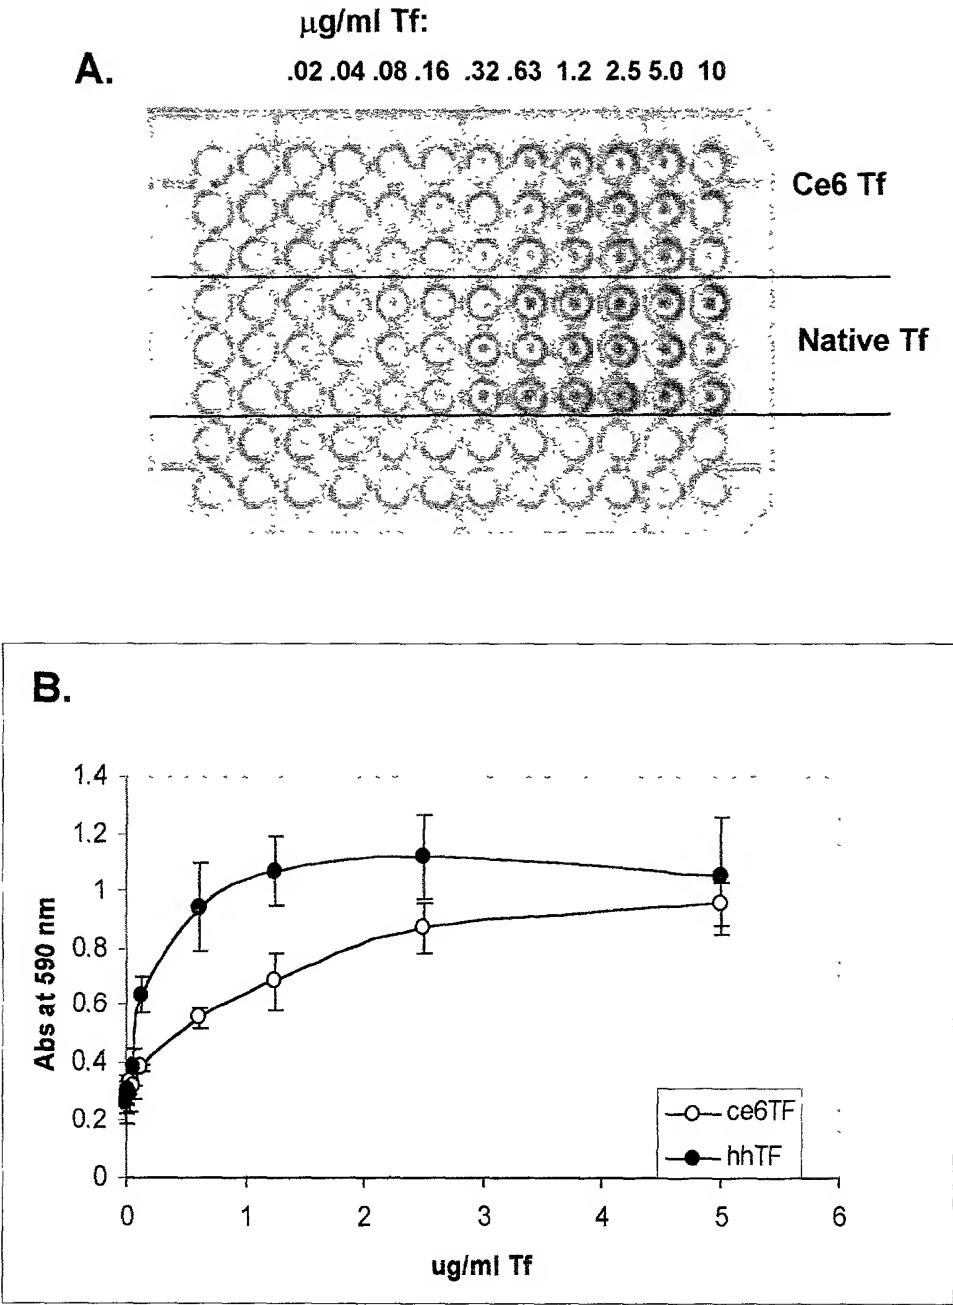 μg/ml Tf:
A.
.02 .04 .08 .16 .32 .63 1.2 2.5 5.0 10
Ce6 Tf
Native Tf
B.
1.4
1.2
1
0.8
0.6
0.4
0.2
0
Abs at 590 nm
ce6TF
hhTF
0 1 2 3 4 5 6
ug/ml Tf